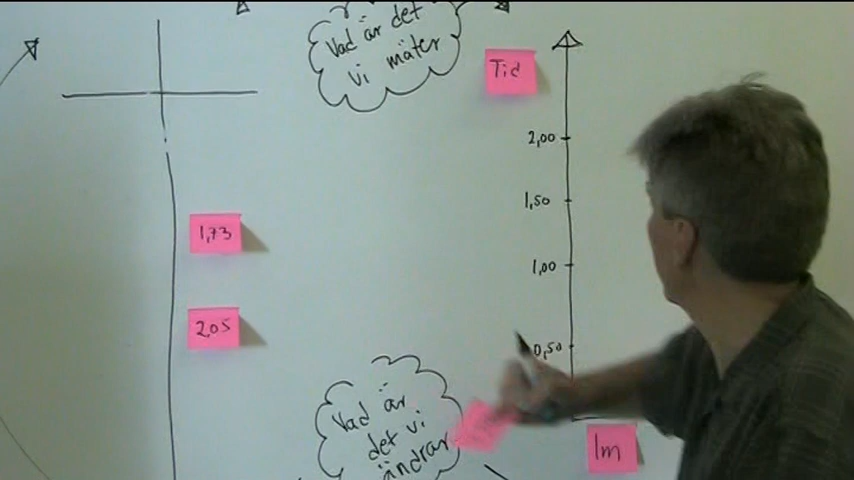 Vad är det
vi mäter
Tid
2,00
1,50
1,73
1,00
205
0,50
Vad är
det vi
ändrar
1m